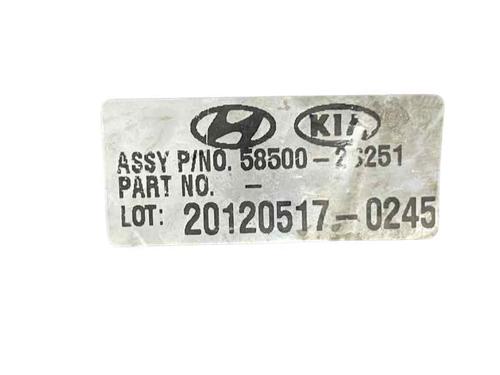 KIA
ASSY P/NO. 58500-2S251
PART NO. -
LOT: 20120517-0245